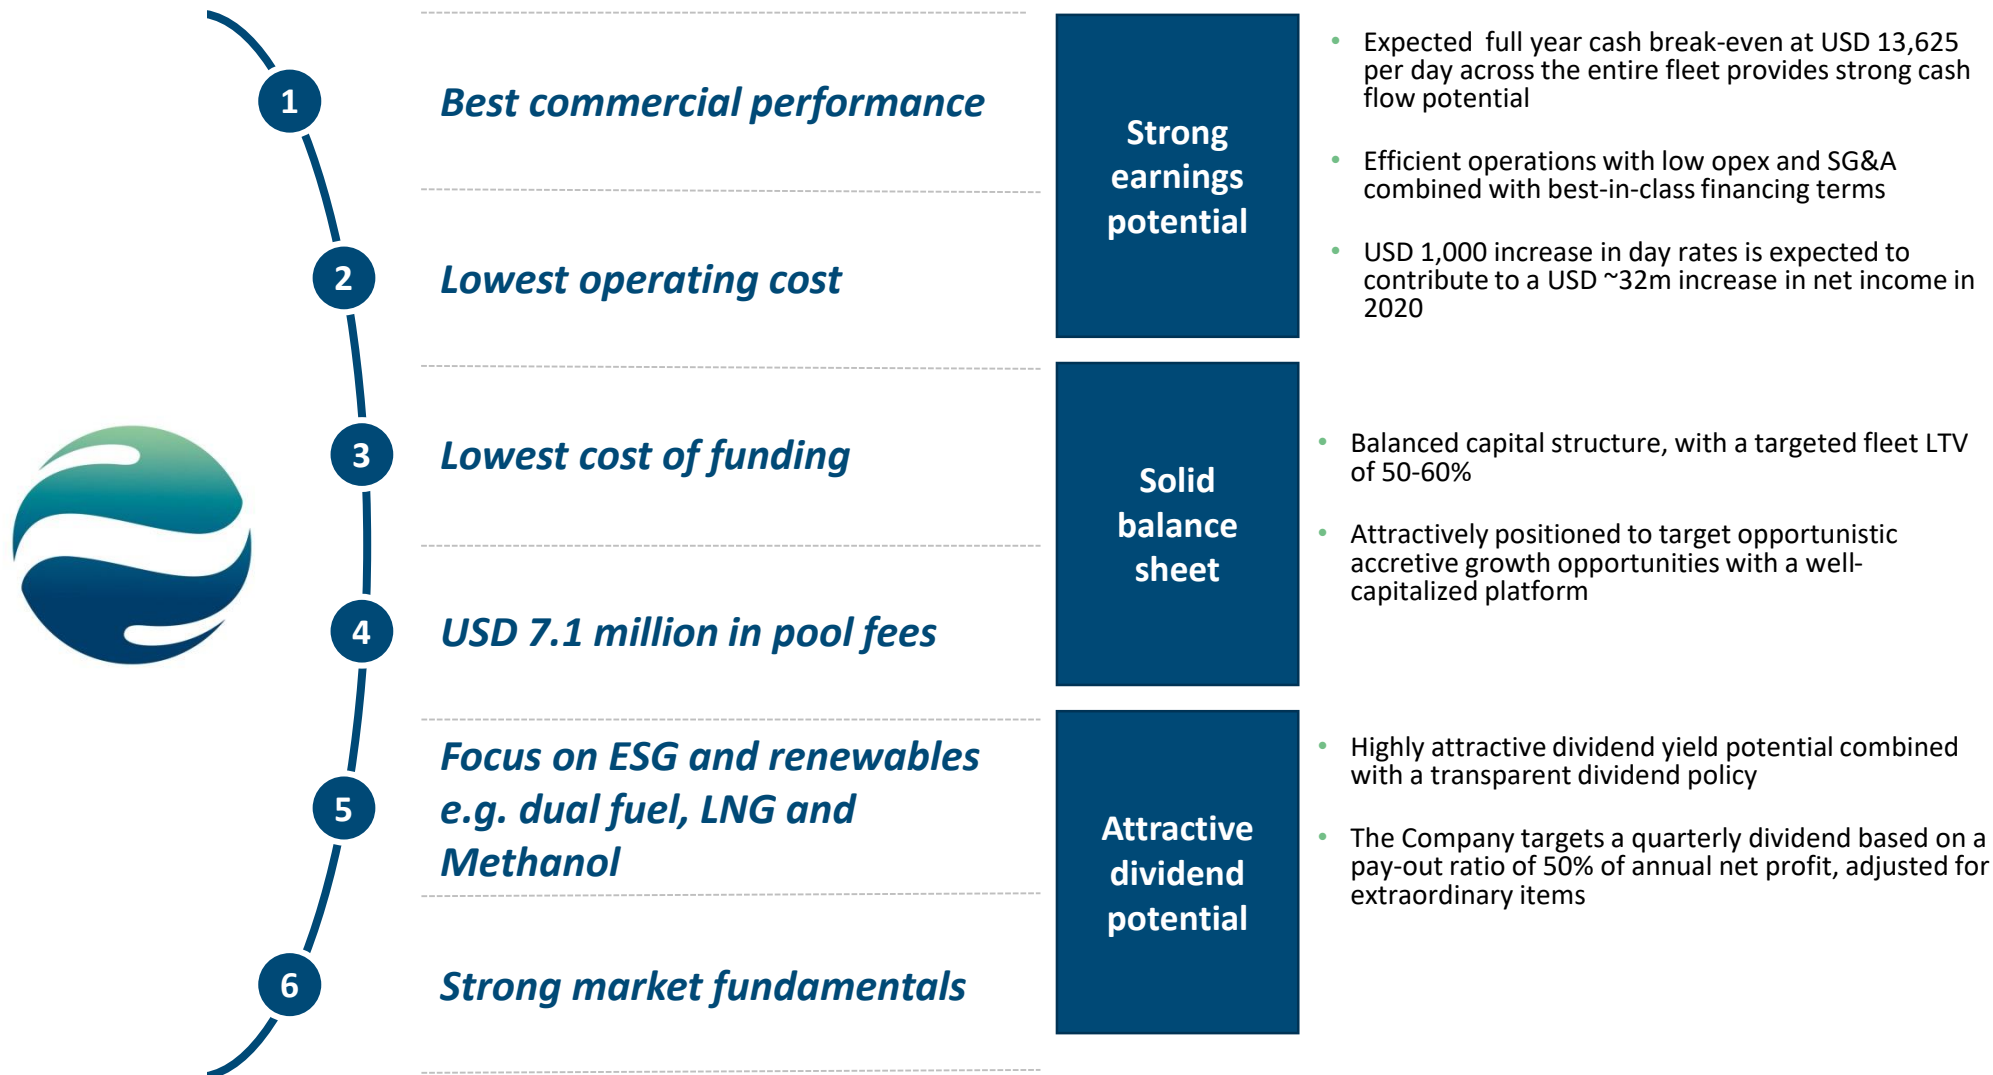 1
Best commercial performance
2
Lowest operating cost
3
Lowest cost of funding
4
USD 7.1 million in pool fees
5
Focus on ESG and renewables
e.g. dual fuel, LNG and
Methanol
6
Strong market fundamentals
Strong
earnings
potential
• Expected  full year cash break-even at USD 13,625
per day across the entire fleet provides strong cash
flow potential
• Efficient operations with low opex and SG&A
combined with best-in-class financing terms
• USD 1,000 increase in day rates is expected to
contribute to a USD ~32m increase in net income in
2020
Solid
balance
sheet
• Balanced capital structure, with a targeted fleet LTV
of 50-60%
• Attractively positioned to target opportunistic
accretive growth opportunities with a well-
capitalized platform
Attractive
dividend
potential
• Highly attractive dividend yield potential combined
with a transparent dividend policy
• The Company targets a quarterly dividend based on a
pay-out ratio of 50% of annual net profit, adjusted for
extraordinary items